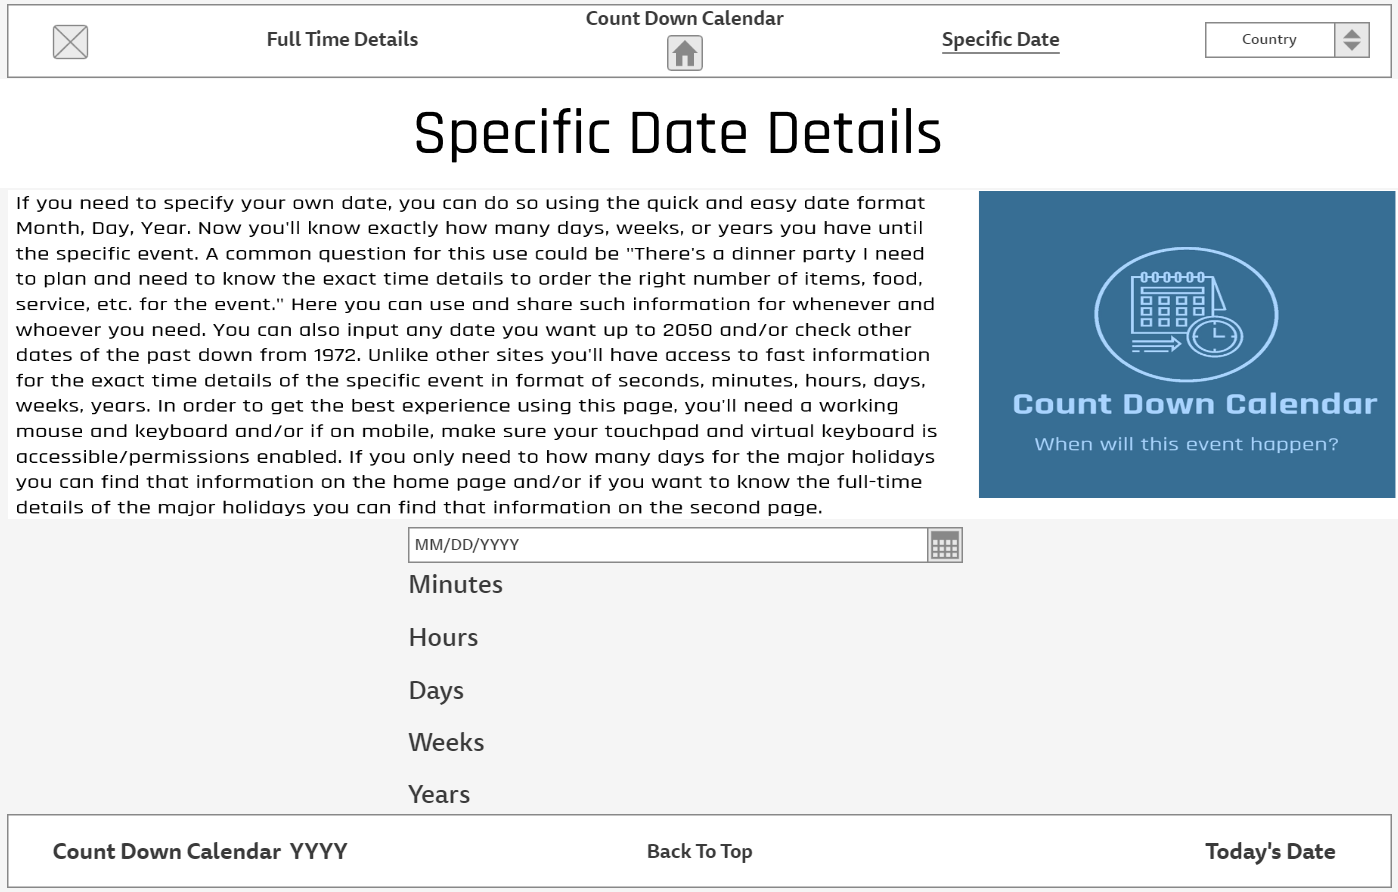 Full Time Details
Count Down Calendar
Specific Date
Country
Specific Date Details
If you need to specify your own date, you can do so using the quick and easy date format
Month, Day, Year. Now you'll know exactly how many days, weeks, or years you have until
the specific event. A common question for this use could be "There's a dinner party I need
to plan and need to know the exact time details to order the right number of items, food,
service, etc. for the event." Here you can use and share such information for whenever and
whoever you need. You can also input any date you want up to 2050 and/or check other
dates of the past down from 1972. Unlike other sites you'll have access to fast information
for the exact time details of the specific event in format of seconds, minutes, hours, days,
weeks, years. In order to get the best experience using this page, you'll need a working
mouse and keyboard and/or if on mobile, make sure your touchpad and virtual keyboard is
accessible/permissions enabled. If you only need to how many days for the major holidays
you can find that information on the home page and/or if you want to know the full-time
details of the major holidays you can find that information on the second page.
Count Down Calendar
When will this event happen?
MM/DD/YYYY
Minutes
Hours
Days
Weeks
Years
Count Down Calendar YYYY
Back To Top
Today's Date